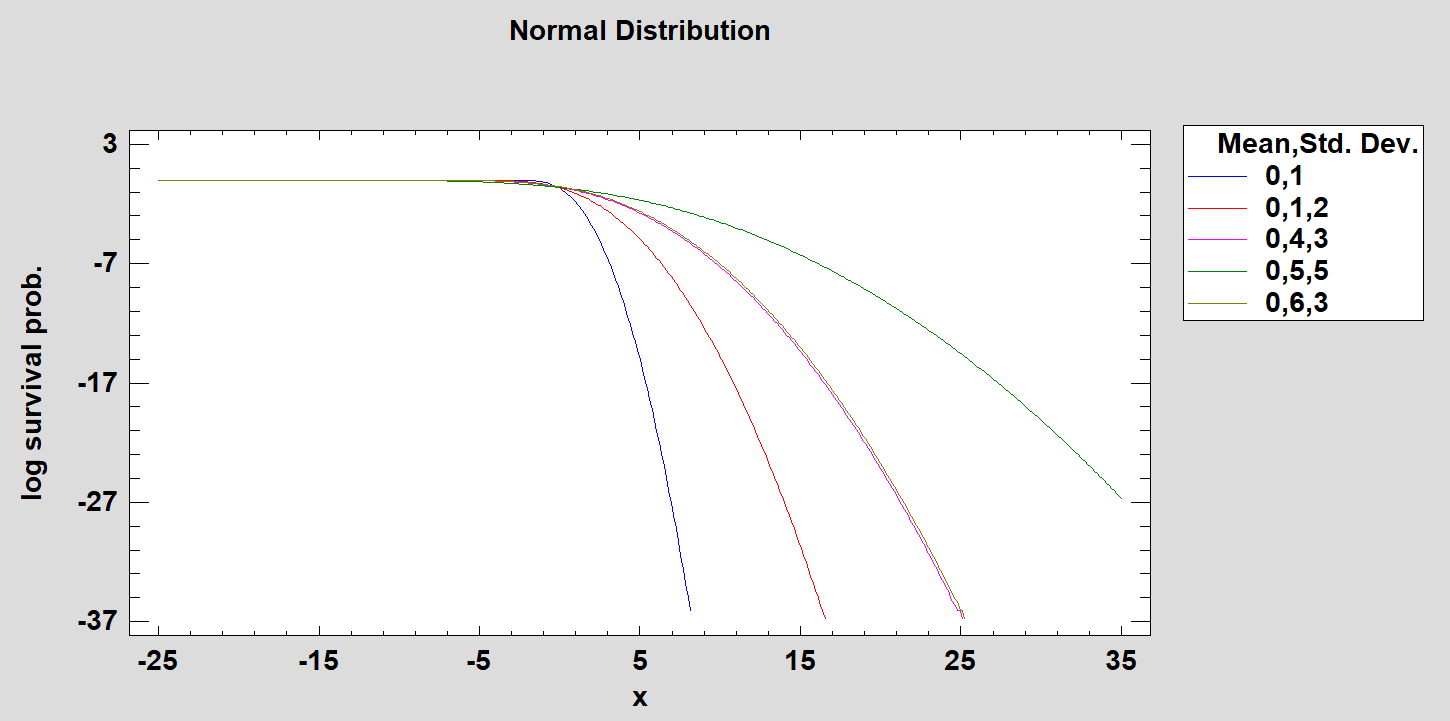 Normal Distribution
log survival prob.
3
-7
-17
-27
-37
-25 -15 -5 5 15 25 35
x
Mean,Std. Dev.
0,1
0,1,2
0,4,3
0,5,5
0,6,3